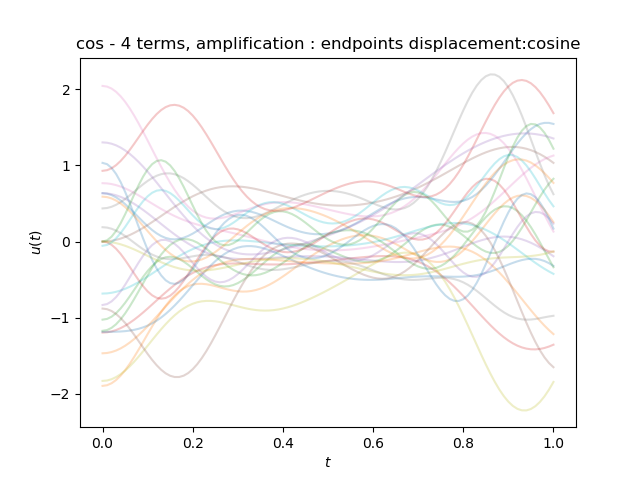 cos - 4 terms, amplification : endpoints displacement:cosine
2
1
0
−1
−2
u(t)
0.0 0.2 0.4 0.6 0.8 1.0
t